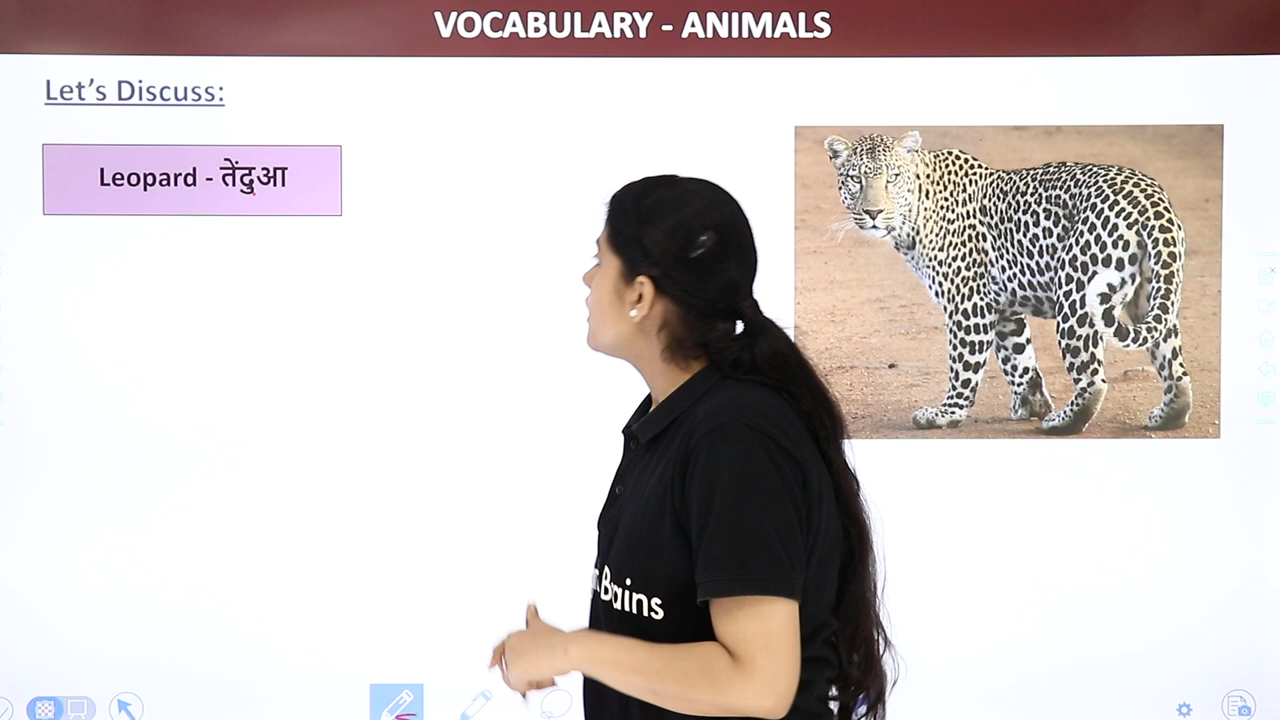 VOCABULARY - ANIMALS
Let's Discuss:
Leopard - तेंदुआ
Brains